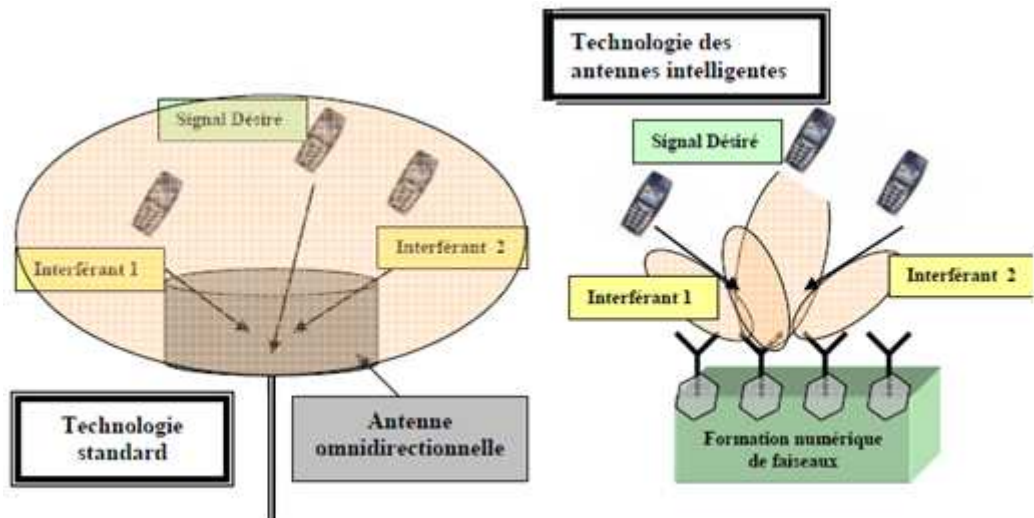 Signal Désiré
Interférant 1
Interférant 2
Technologie
standard
Antenne
omnidirectionnelle
Technologie des
antennes intelligentes
Signal Désiré
Interférant 1
Interférant 2
Formation numérique
de faiseaux